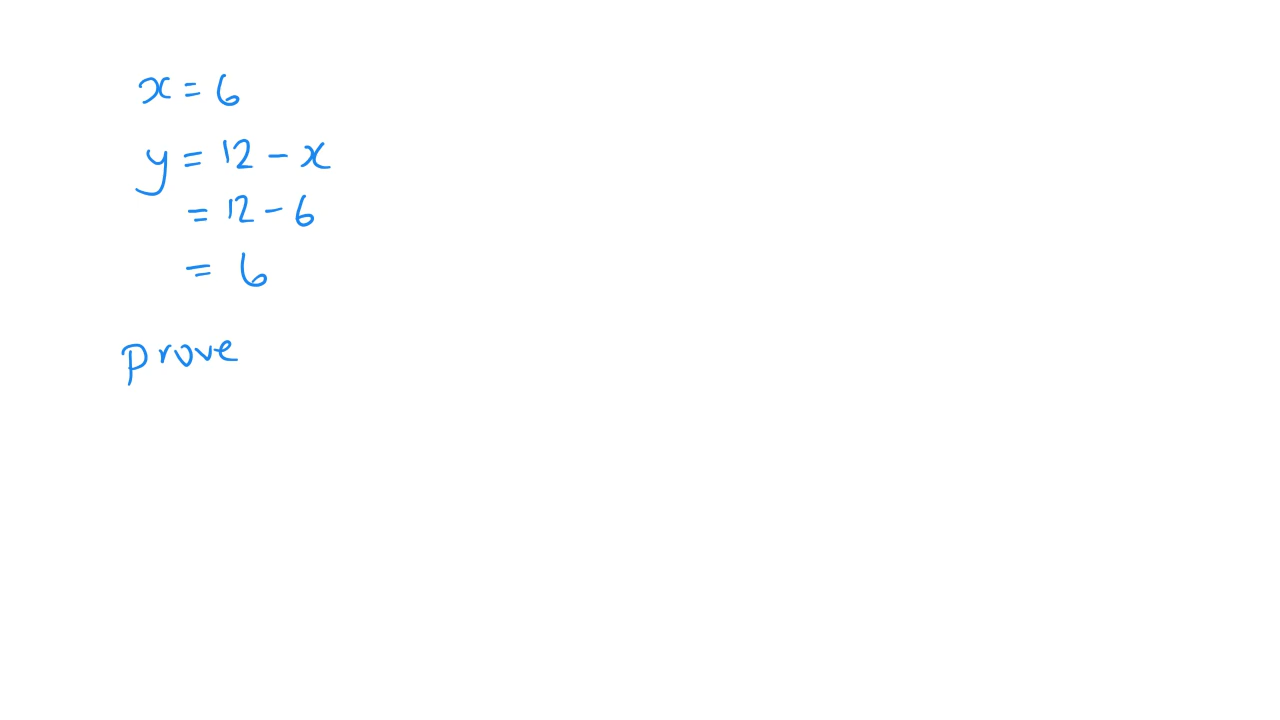 x = 6
y = 12 - x
= 12 - 6
= 6
prove